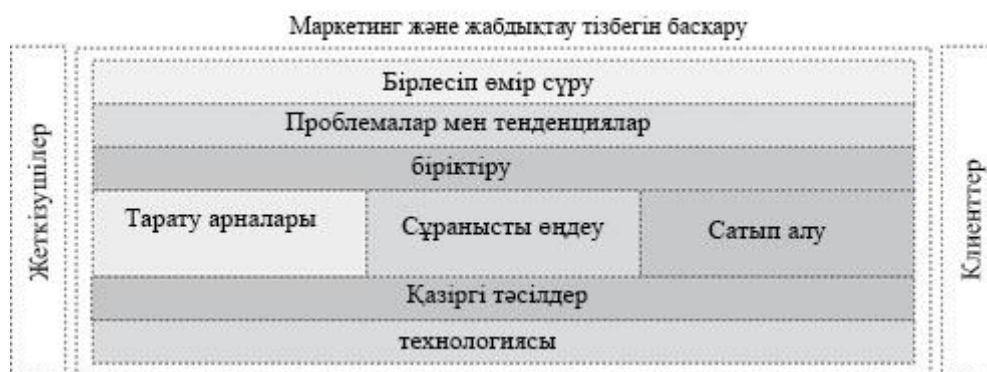 Маркетинг және жабдықтау тізбегін басқару
Жеткізушілер
Бірлесіп өмір сүру
Проблемалар мен тенденциялар
біріктіру
Тарату арналары
Сұранысты өңдеу
Сатып алу
Қазіргі тәсілдер
технологиясы
Клиенттер